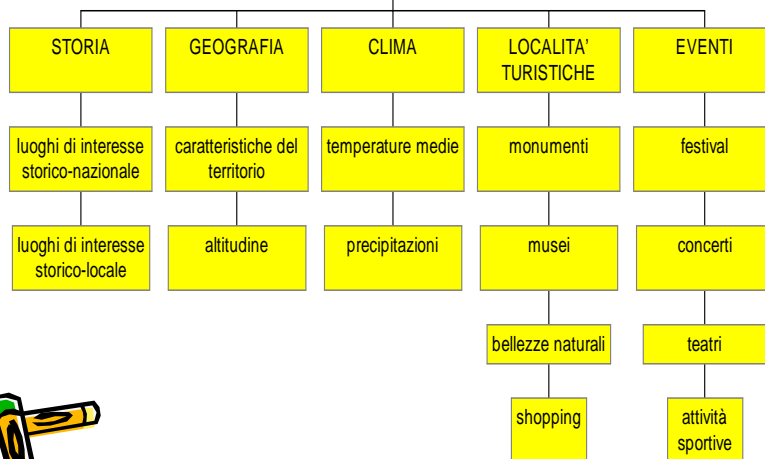 STORIA
luoghi di interesse
storico-nazionale
luoghi di interesse
storico-locale
GEOGRAFIA
caratteristiche del
territorio
altitudine
CLIMA
temperature medie
precipitazioni
LOCALITA'
TURISTICHE
monumenti
musei
bellezze naturali
shopping
EVENTI
festival
concerti
teatri
attività
sportive